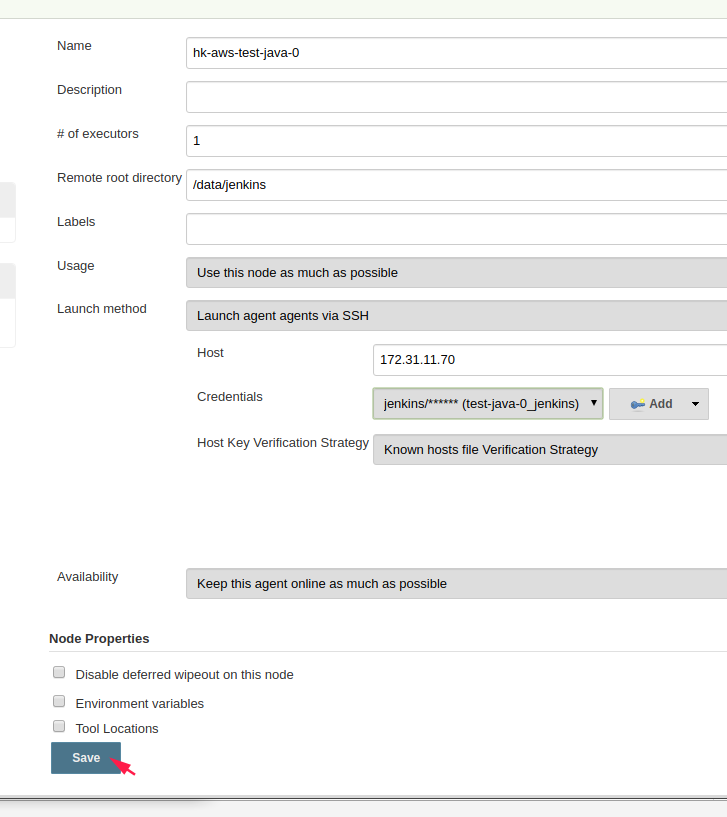 Name
hk-aws-test-java-0
Description
# of executors
1
Remote root directory
/data/jenkins
Labels
Usage
Use this node as much as possible
Launch method
Launch agent agents via SSH
Host
172.31.11.70
Credentials
jenkins/****** (test-java-0_jenkins)
Add
Host Key Verification Strategy
Known hosts file Verification Strategy
Availability
Keep this agent online as much as possible
Node Properties
Disable deferred wipeout on this node
Environment variables
Tool Locations
Save